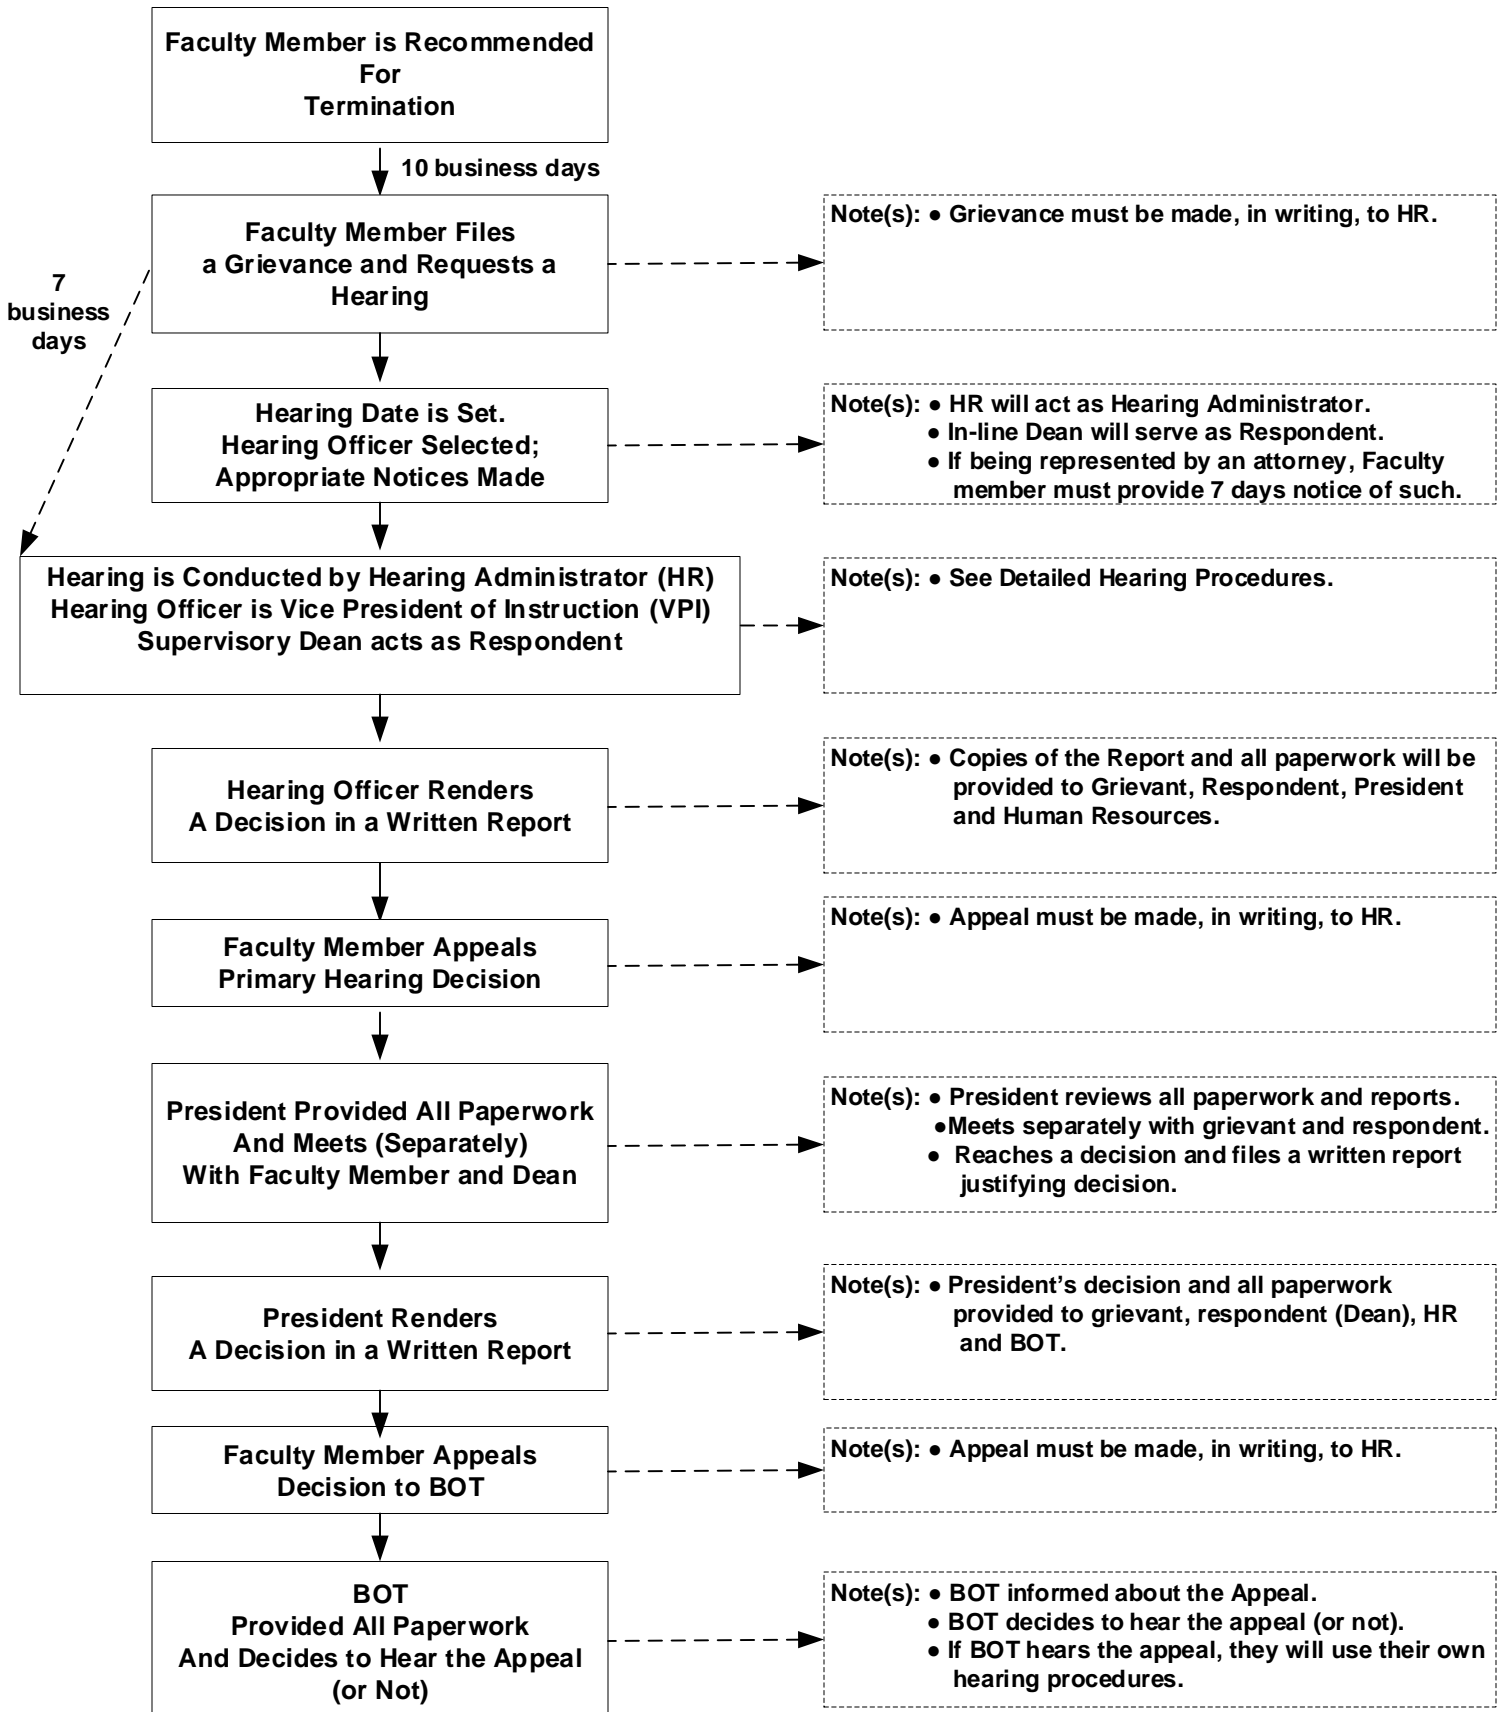 Faculty Member is Recommended
For
Termination
10 business days
Faculty Member Files
a Grievance and Requests a
Hearing
Note(s): ● Grievance must be made, in writing, to HR.
7
business
days
Hearing Date is Set.
Hearing Officer Selected;
Appropriate Notices Made
Note(s): ● HR will act as Hearing Administrator.
● In-line Dean will serve as Respondent.
● If being represented by an attorney, Faculty
member must provide 7 days notice of such.
Hearing is Conducted by Hearing Administrator (HR)
Hearing Officer is Vice President of Instruction (VPI)
Supervisory Dean acts as Respondent
Note(s): ● See Detailed Hearing Procedures.
Hearing Officer Renders
A Decision in a Written Report
Note(s): ● Copies of the Report and all paperwork will be
provided to Grievant, Respondent, President
and Human Resources.
Faculty Member Appeals
Primary Hearing Decision
Note(s): ● Appeal must be made, in writing, to HR.
President Provided All Paperwork
And Meets (Separately)
With Faculty Member and Dean
Note(s): ● President reviews all paperwork and reports.
●Meets separately with grievant and respondent.
● Reaches a decision and files a written report
justifying decision.
President Renders
A Decision in a Written Report
Note(s): ● President’s decision and all paperwork
provided to grievant, respondent (Dean), HR
and BOT.
Faculty Member Appeals
Decision to BOT
Note(s): ● Appeal must be made, in writing, to HR.
BOT
Provided All Paperwork
And Decides to Hear the Appeal
(or Not)
Note(s): ● BOT informed about the Appeal.
● BOT decides to hear the appeal (or not).
● If BOT hears the appeal, they will use their own
hearing procedures.